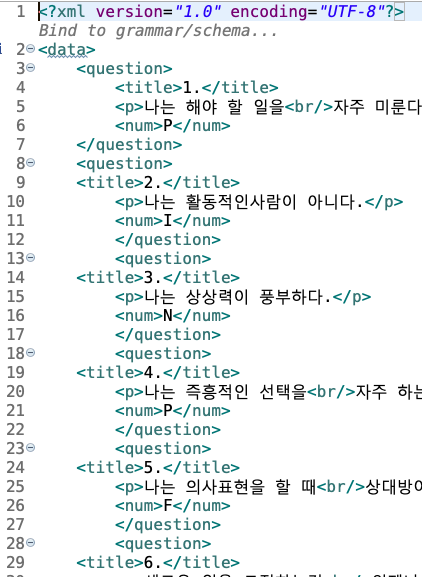 1 <?xml version="1.0" encoding="UTF-8"?>
Bind to grammar/schema...
2 <data>
3 <question>
4 <title>1.</title>
5 <p>나는 해야 할 일을<br/>자주 미룬다
6 <num>P</num>
7 </question>
8 <question>
9 <title>2.</title>
10 <p>나는 활동적인사람이 아니다.</p>
11 <num>I</num>
12 </question>
13 <question>
14 <title>3.</title>
15 <p>나는 상상력이 풍부하다.</p>
16 <num>N</num>
17 </question>
18 <question>
19 <title>4.</title>
20 <p>나는 즉흥적인 선택을<br/>자주 하는
21 <num>P</num>
22 </question>
23 <question>
24 <title>5.</title>
25 <p>나는 의사표현을 할 때<br/>상대방이
26 <num>F</num>
27 </question>
28 <question>
29 <title>6.</title>